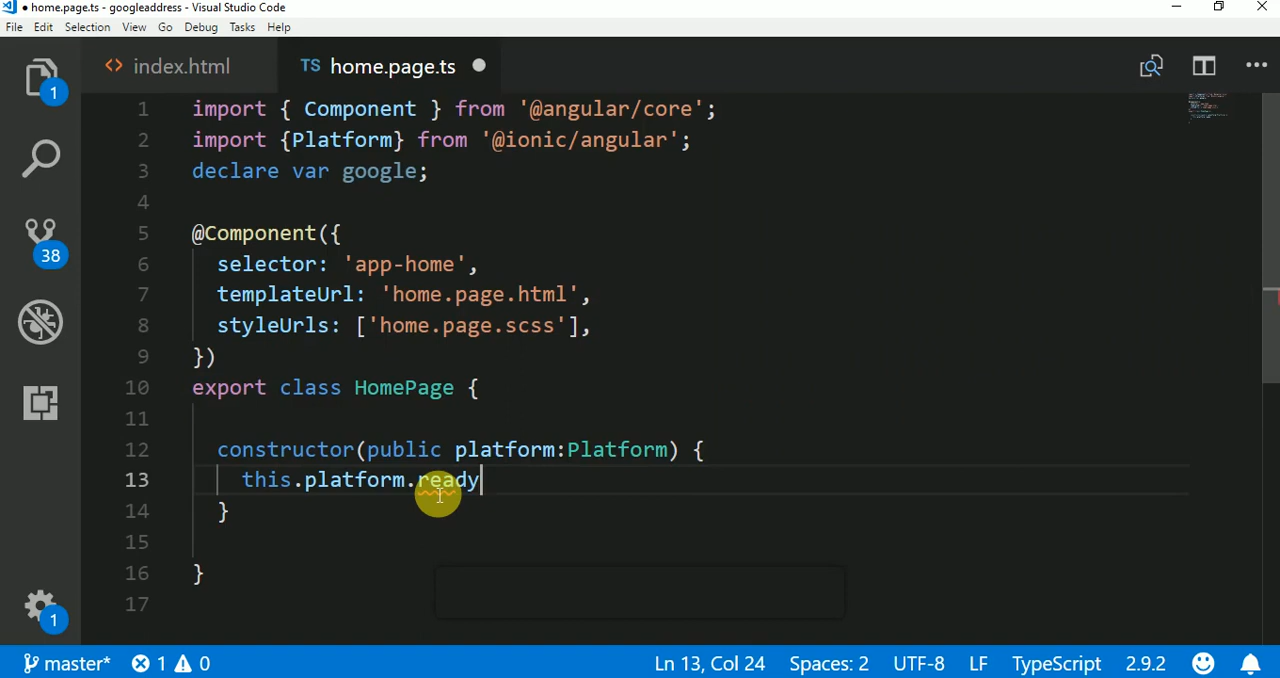 home.page.ts - googleaddress - Visual Studio Code
File Edit Selection View Go Debug Tasks Help
1
<> index.html
TS home.page.ts
1 import { Component } from '@angular/core';
2 import {Platform} from '@ionic/angular';
3 declare var google;
4
5 @Component({
38
6 selector: 'app-home',
7 templateUrl: 'home.page.html',
8 styleUrls: ['home.page.scss'],
9 })
10 export class HomePage {
11
12 constructor(public platform:Platform) {
13 this.platform.ready
14 }
15
16 }
17
1
master* 1 0 Ln 13, Col 24 Spaces: 2 UTF-8 LF TypeScript 2.9.2